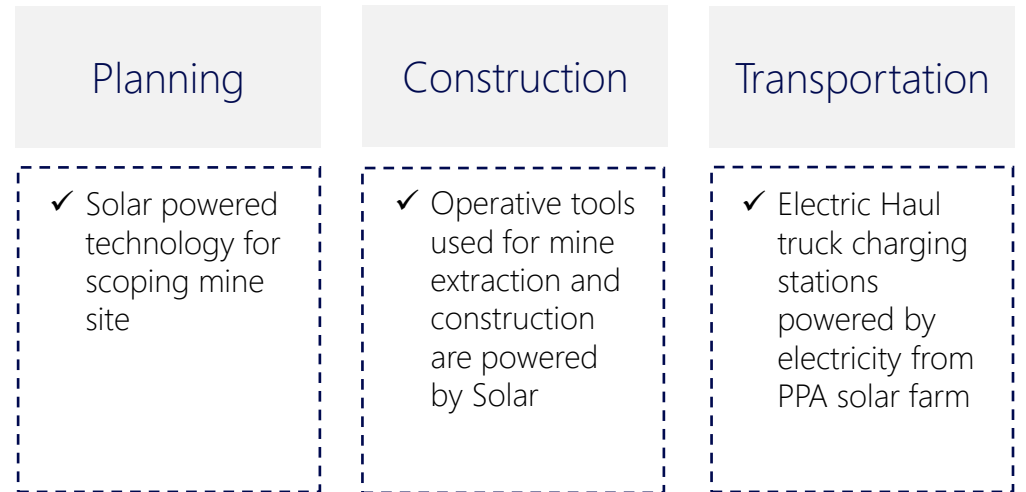 Planning
✓ Solar powered
technology for
scoping mine
site
Construction
✓ Operative tools
used for mine
extraction and
construction
are powered
by Solar
Transportation
✓ Electric Haul
truck charging
stations
powered by
electricity from
PPA solar farm